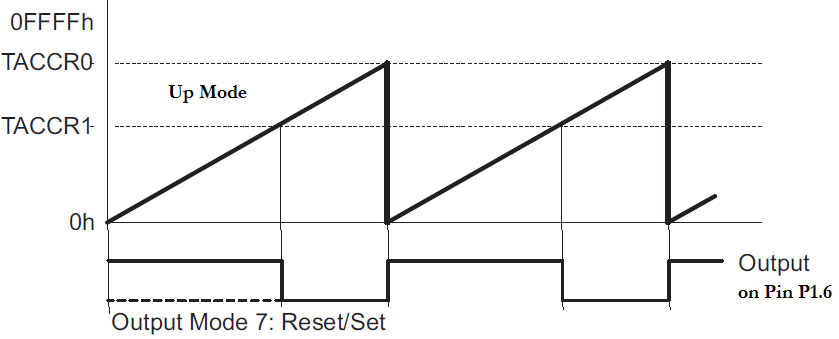 0FFFFh
TACCR0
Up Mode
TACCR1
0h
Output
on Pin P1.6
Output Mode 7: Reset/Set